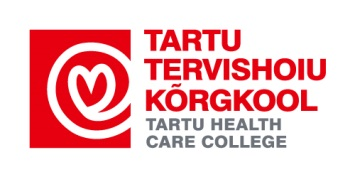 TARTU
TERVISHOIU
KÕRGKOOL
TARTU HEALTH
CARE COLLEGE